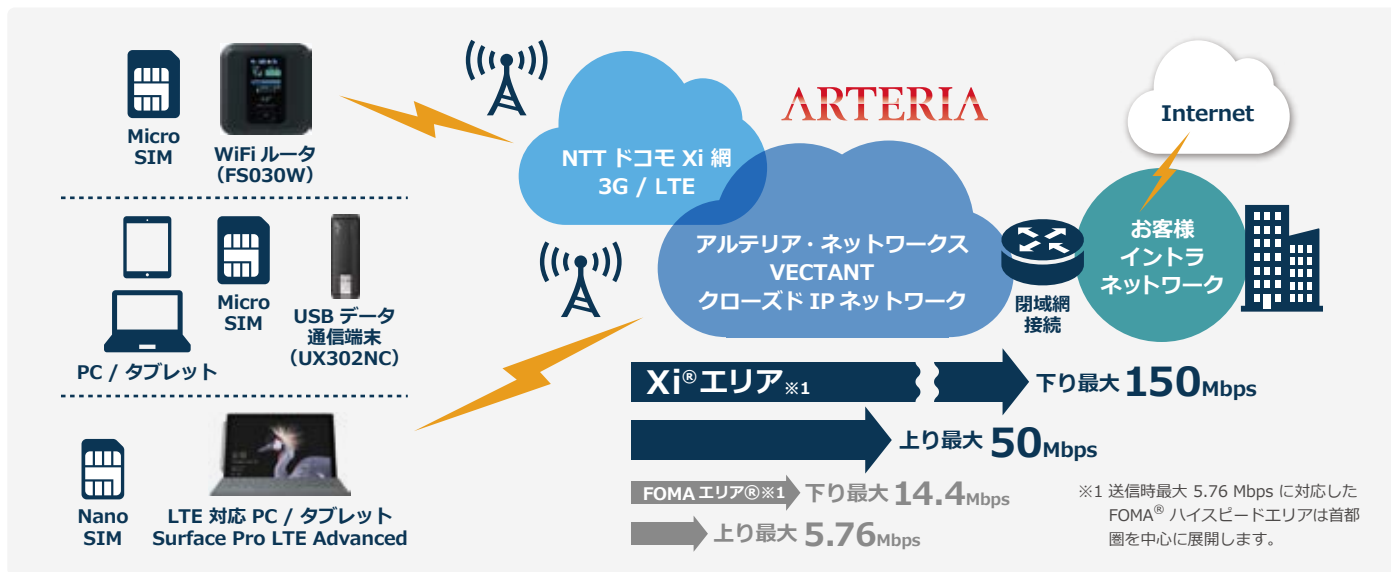 Micro
SIM
WiFi ルータ
（FS030W）
PC / タブレット
Micro
SIM
USB データ
通信端末
（UX302NC）
Nano
SIM
LTE 対応 PC / タブレット
Surface Pro LTE Advanced
NTT ドコモ Xi 網
3G / LTE
ARTERIA
アルテリア・ネットワークス
VECTANT
クローズド IP ネットワーク
閉域網
接続
Internet
お客様
イントラ
ネットワーク
Xi®エリア※1 下り最大 150Mbps
上り最大 50Mbps
FOMAエリア®※1 下り最大 14.4Mbps
上り最大 5.76Mbps
※1 送信時最大 5.76 Mbps に対応した
FOMA® ハイスピードエリアは首都
圏を中心に展開します。